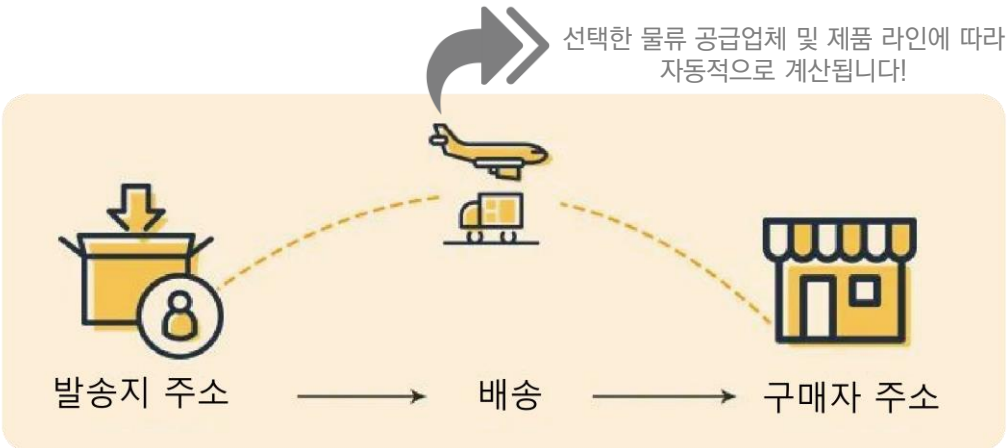 선택한 물류 공급업체 및 제품 라인에 따라
자동적으로 계산됩니다!
발송지 주소
배송
구매자 주소